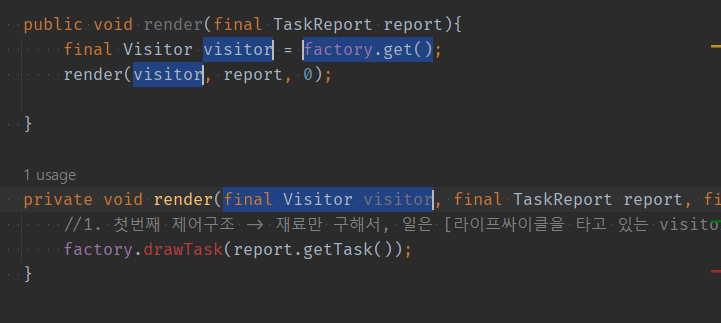 public void render(final TaskReport report){
final Visitor visitor = factory.get();
render(visitor, report, 0);
}
1 usage
private void render(final Visitor visitor, final TaskReport report, fi
//1. 첫번째 제어구조 -> 재료만 구해서, 일은 [라이프싸이클을 타고 있는 visito
factory.drawTask(report.getTask());
}